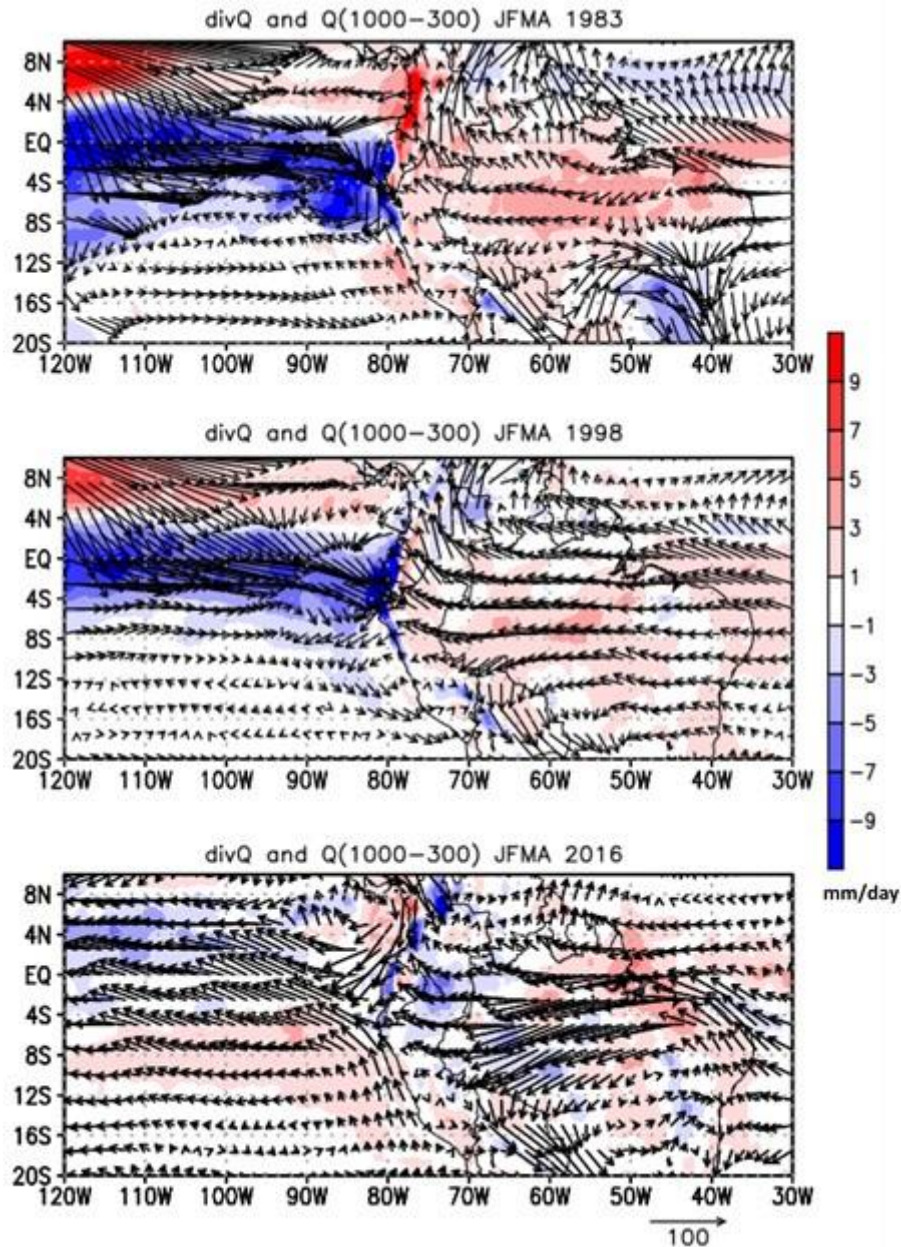 divQ and Q(1000-300) JFMA 1983
8N
4N
EQ
4S
8S
12S
16S
20S
120W 110W 100W 90W 80W 70W 60W 50W 40W 30W
divQ and Q(1000-300) JFMA 1998
8N
4N
EQ
4S
8S
12S
16S
20S
120W 110W 100W 90W 80W 70W 60W 50W 40W 30W
9
7
5
3
1
-1
-3
-5
-7
-9
mm/day
divQ and Q(1000-300) JFMA 2016
8N
4N
EQ
4S
8S
12S
16S
20S
120W 110W 100W 90W 80W 70W 60W 50W 40W 30W
100